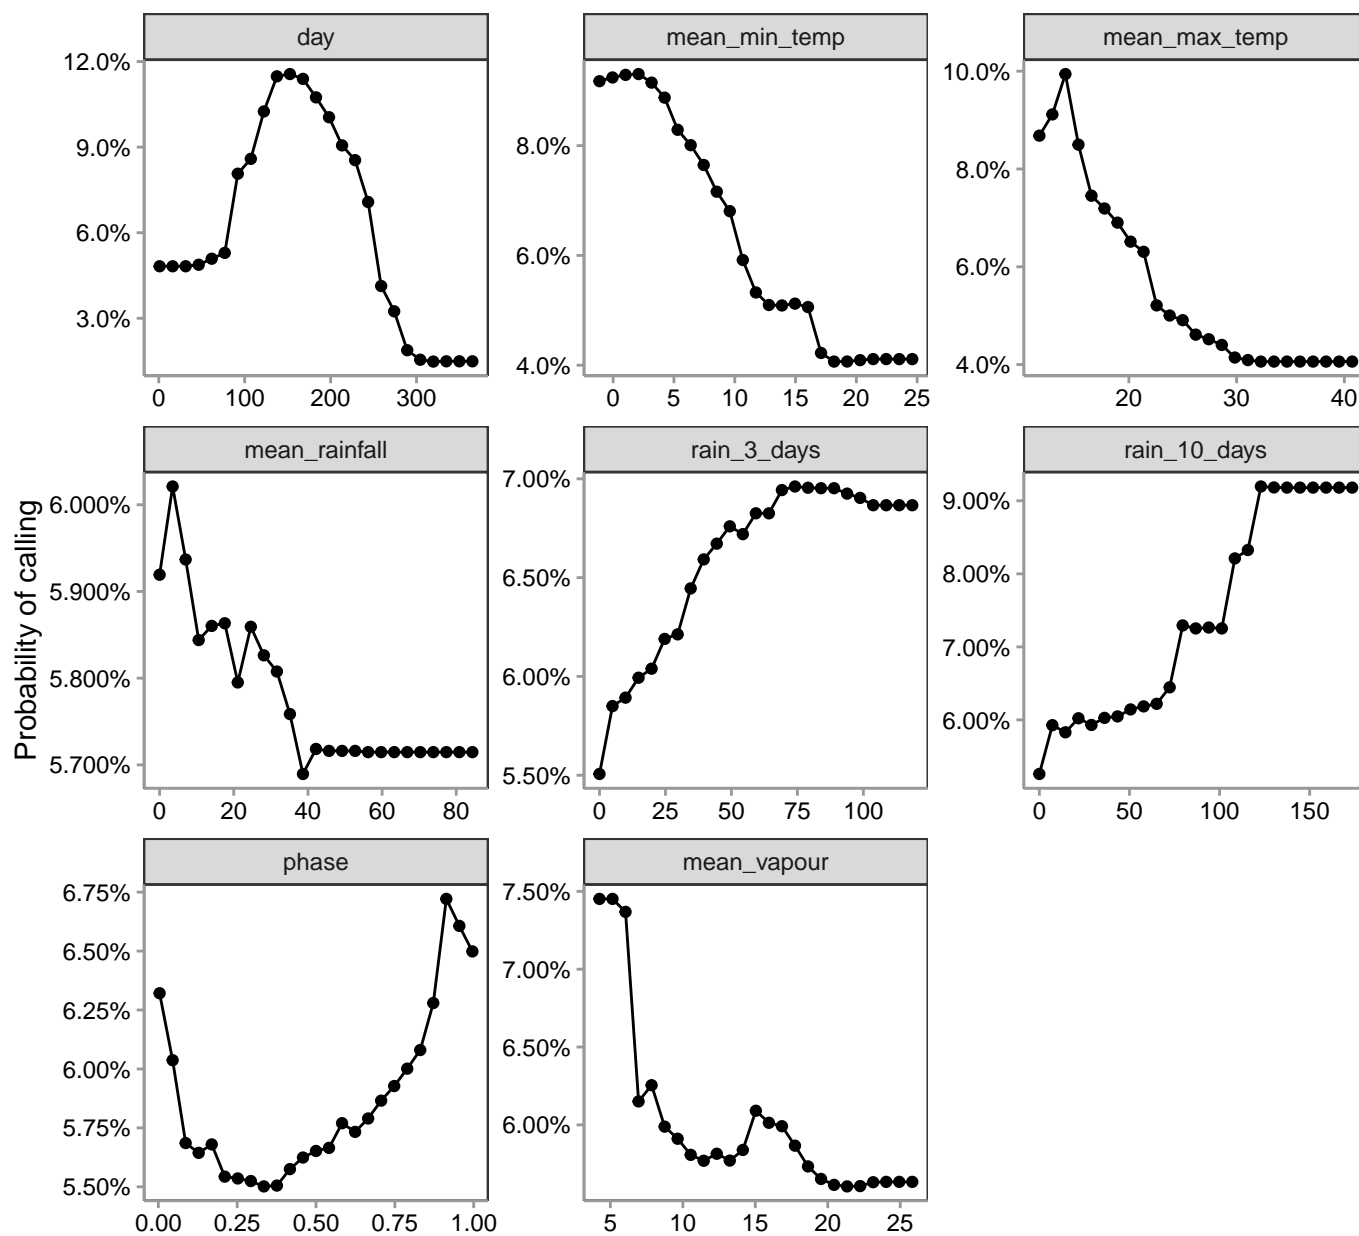 day
12.0%
9.0%
6.0%
3.0%
0 100 200 300
mean_min_temp
8.0%
6.0%
4.0%
0 5 10 15 20 25
mean_max_temp
10.0%
8.0%
6.0%
4.0%
20 30 40
Probability of calling
mean_rainfall
6.000%
5.900%
5.800%
5.700%
0 20 40 60 80
rain_3_days
7.00%
6.50%
6.00%
5.50%
0 25 50 75 100
rain_10_days
9.00%
8.00%
7.00%
6.00%
0 50 100 150
phase
6.75%
6.50%
6.25%
6.00%
5.75%
5.50%
0.00 0.25 0.50 0.75 1.00
mean_vapour
7.50%
7.00%
6.50%
6.00%
5 10 15 20 25